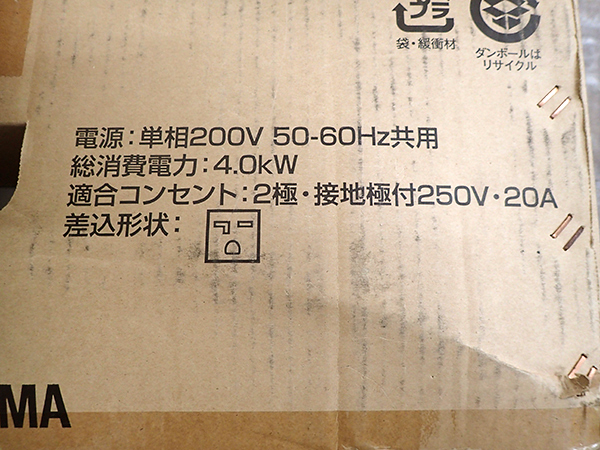 プラ
袋・緩衝材
ダンボールは
リサイクル
電源：単相200V 50-60Hz共用
総消費電力：4.0kW
適合コンセント：2極・接地極付250V・20A
差込形状：
MA